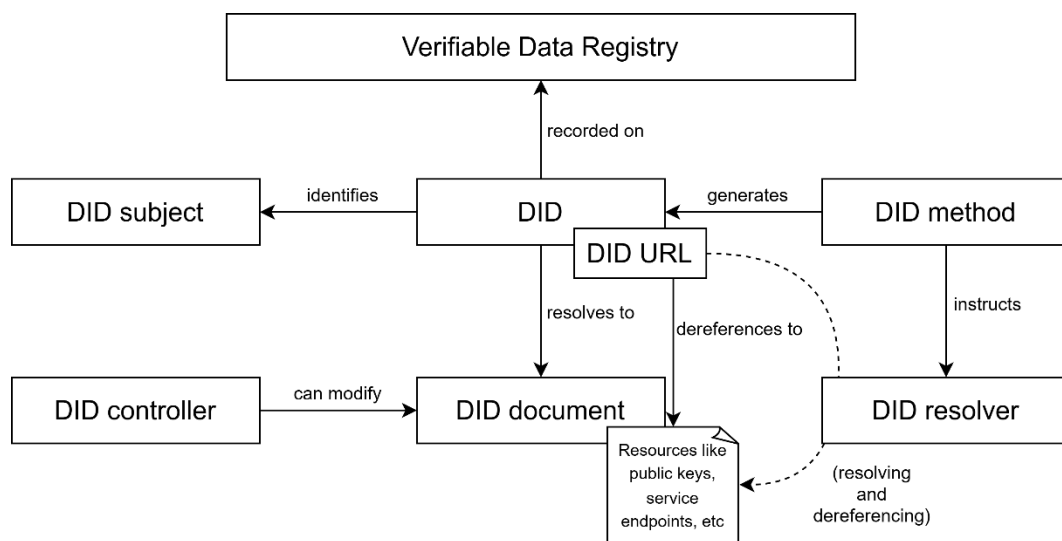 Verifiable Data Registry
recorded on
DID subject
identifies
DID
generates
DID method
DID URL
resolves to
dereferences to
instructs
DID controller
can modify
DID document
DID resolver
Resources like
public keys,
service
endpoints, etc
(resolving
and
dereferencing)